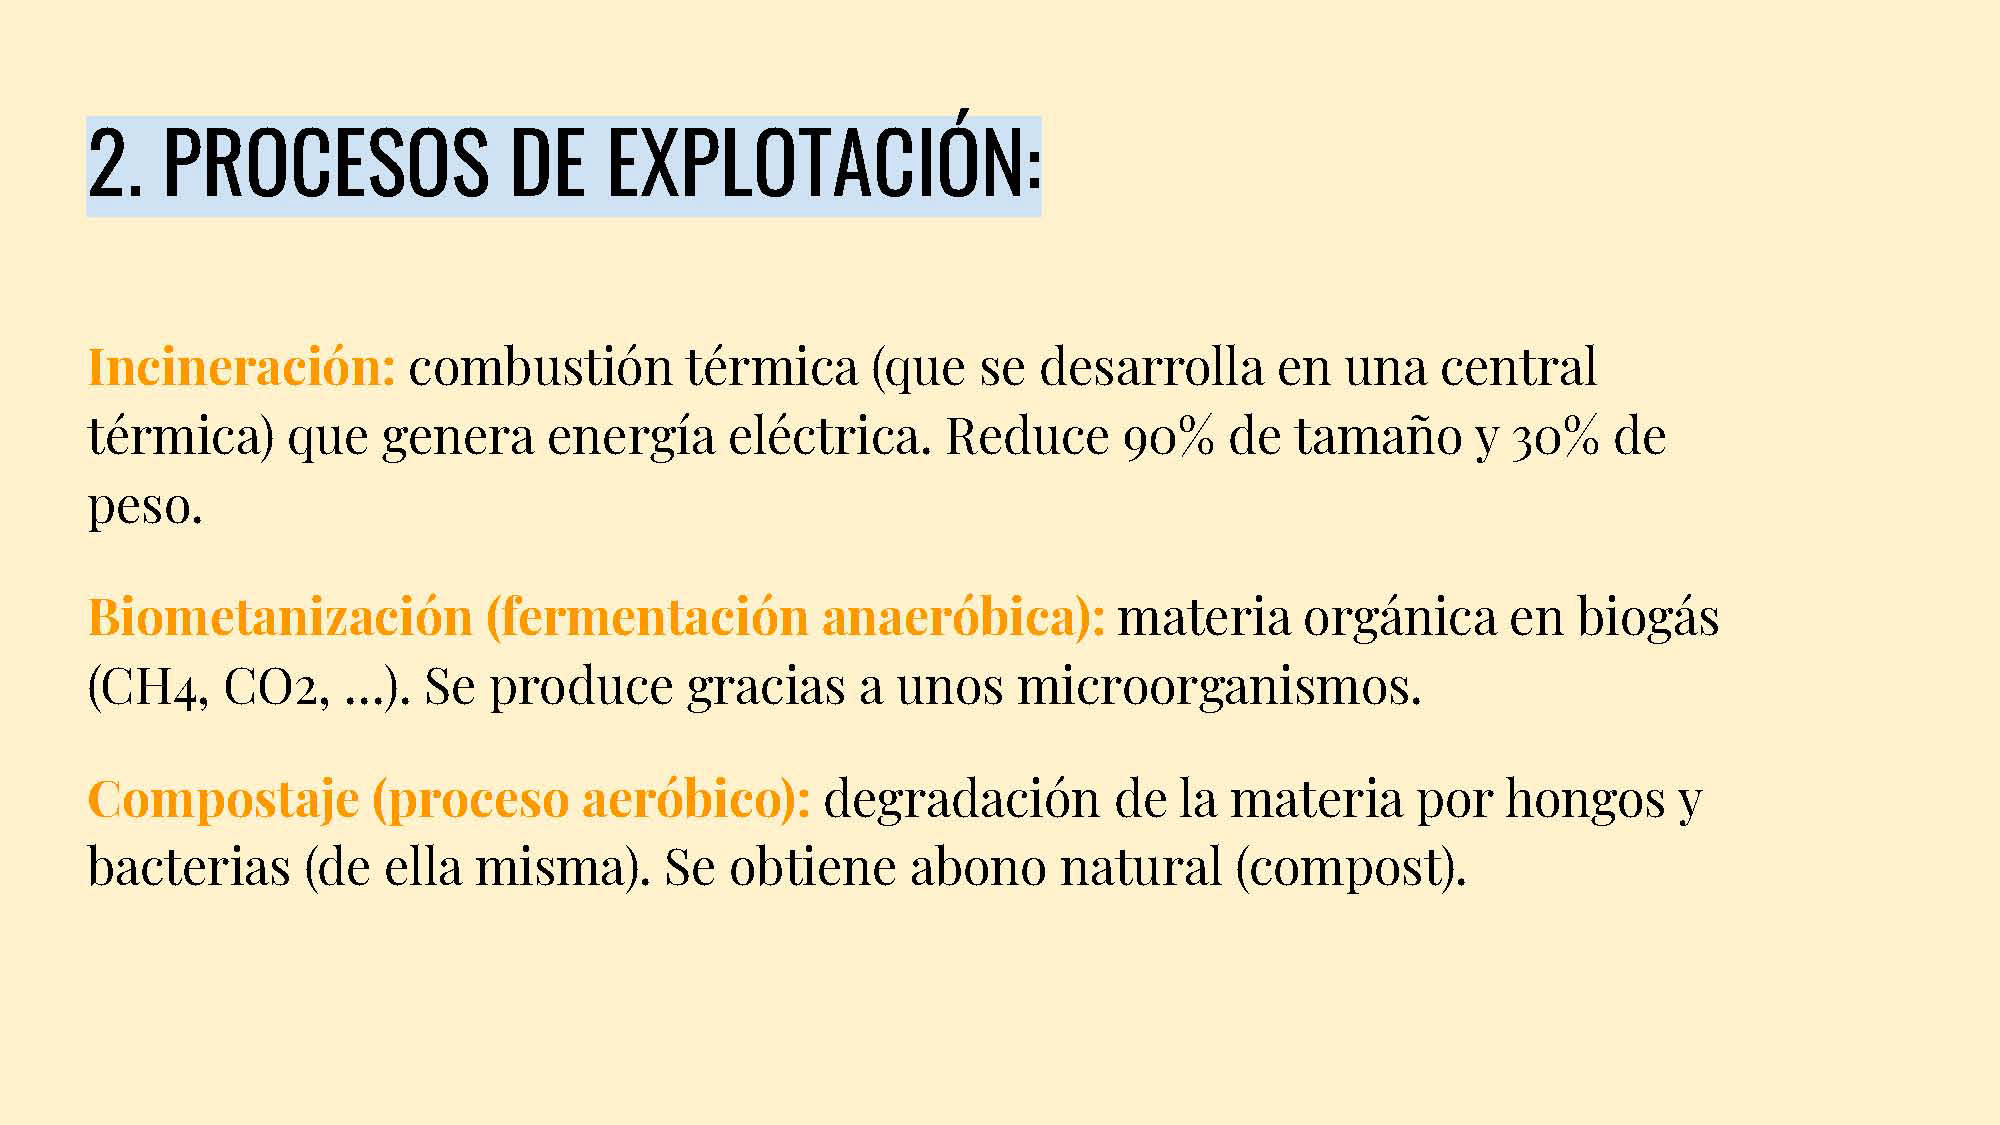 2. PROCESOS DE EXPLOTACIÓN:
Incineración: combustión térmica (que se desarrolla en una central
térmica) que genera energía eléctrica. Reduce 90% de tamaño y 30% de
peso.
Biometanización (fermentación anaeróbica): materia orgánica en biogás
(CH4, CO2, ...). Se produce gracias a unos microorganismos.
Compostaje (proceso aeróbico): degradación de la materia por hongos y
bacterias (de ella misma). Se obtiene abono natural (compost).